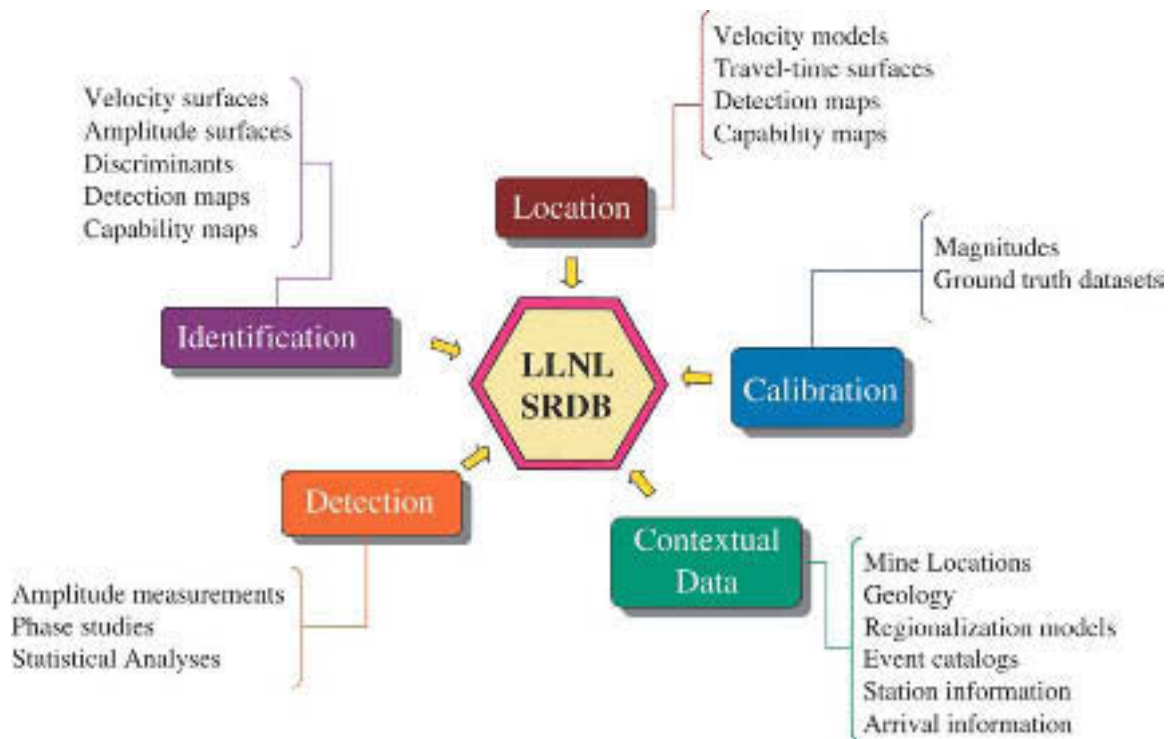 Velocity models
Travel-time surfaces
Detection maps
Capability maps
Location
Velocity surfaces
Amplitude surfaces
Discriminants
Detection maps
Capability maps
Identification
Magnitudes
Ground truth datasets
Calibration
LLNL
SRDB
Detection
Amplitude measurements
Phase studies
Statistical Analyses
Contextual
Data
Mine Locations
Geology
Regionalization models
Event catalogs
Station information
Arrival information